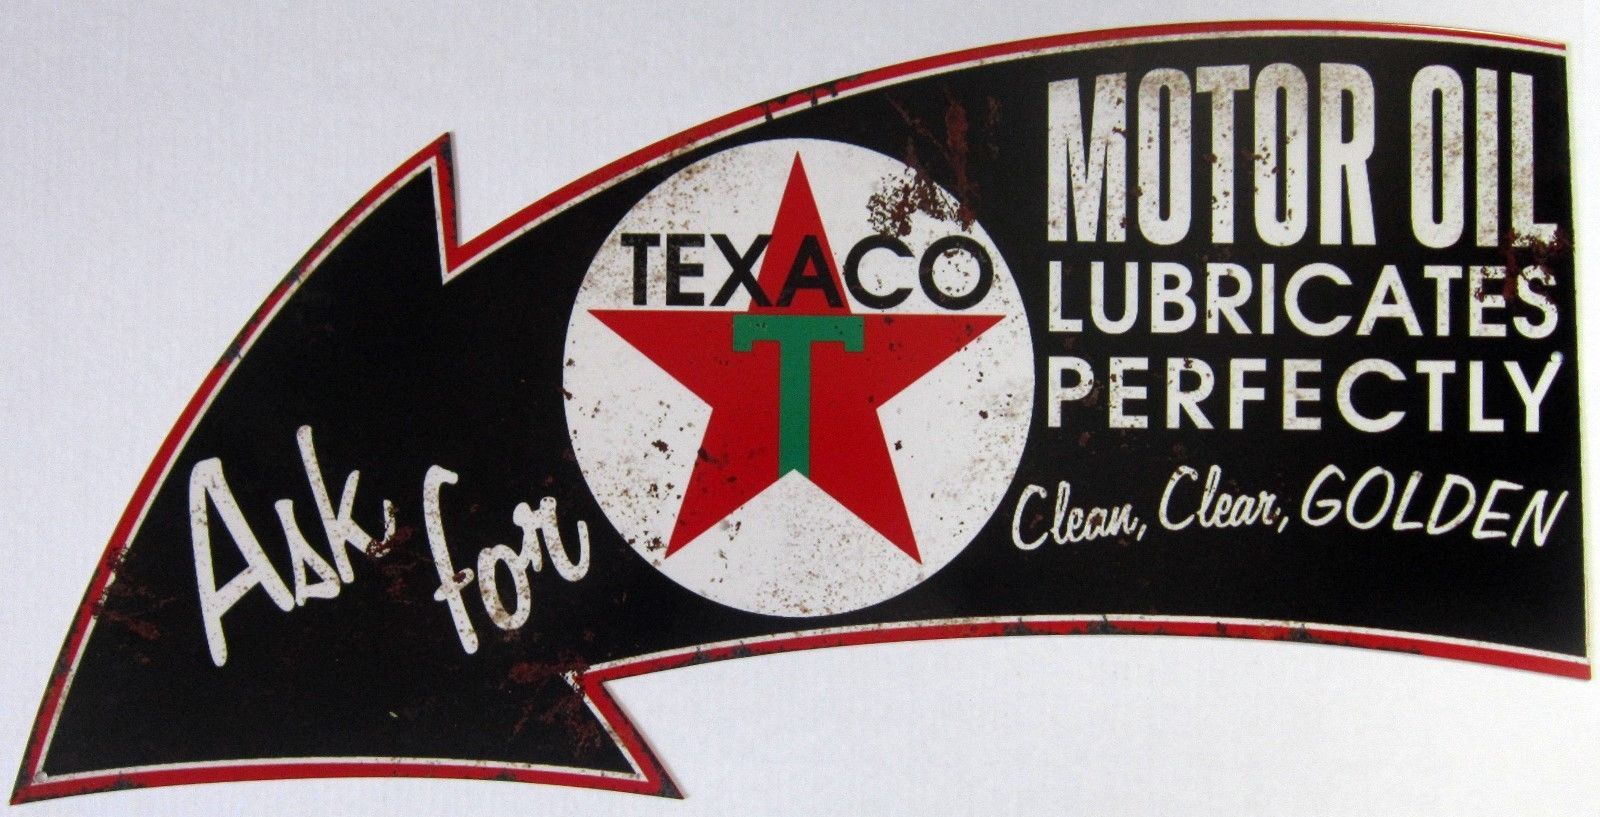 Ask for
TEXACO
T
MOTOR OIL
LUBRICATES
PERFECTLY
Clean, Clear, GOLDEN